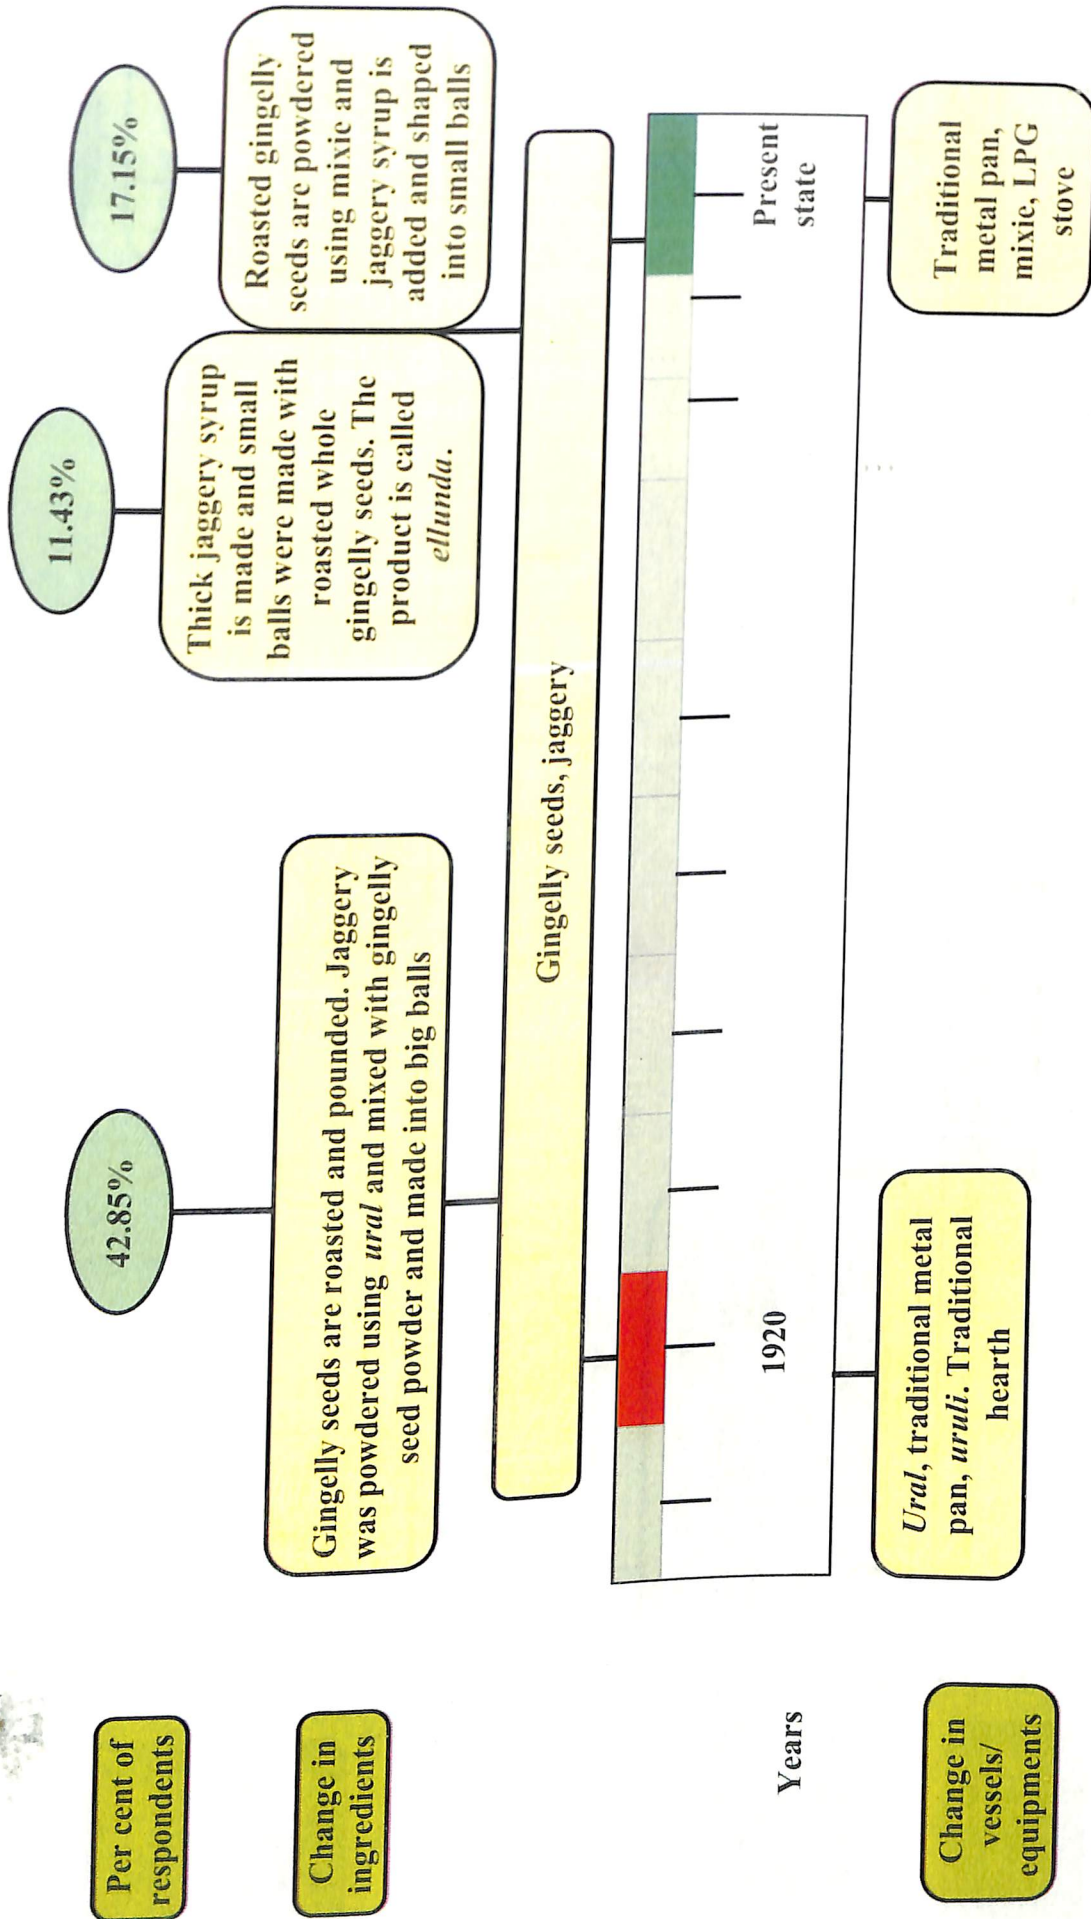 Per cent of
respondents
42.85%
11.43%
17.15%
Change in
ingredients
Gingelly seeds are roasted and pounded. Jaggery
was powdered using ural and mixed with gingelly
seed powder and made into big balls
Thick jaggery syrup
is made and small
balls were made with
roasted whole
gingelly seeds. The
product is called
ellunda.
Roasted gingelly
seeds are powdered
using mixie and
jaggery syrup is
added and shaped
into small balls
Gingelly seeds, jaggery
Years
1920
Present
state
Change in
vessels/
equipments
Ural, traditional metal
pan, uruli. Traditional
hearth
Traditional
metal pan,
mixie, LPG
stove